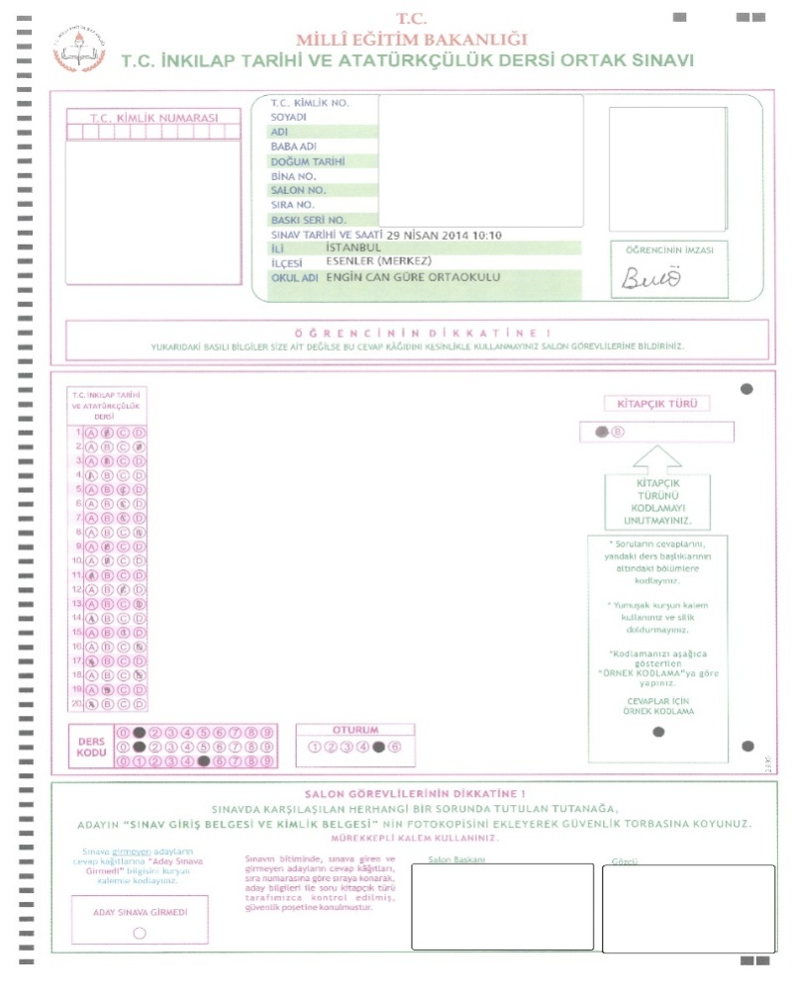 T.C.
MİLLÎ EĞİTİM BAKANLIĞI
T.C. İNKILAP TARİHİ VE ATATÜRKÇÜLÜK DERSİ ORTAK SINAVI
T.C. KİMLİK NUMARASI
T.C. KİMLİK NO.
SOYADI
ADI
BABA ADI
DOĞUM TARİHİ
BİNA NO.
SALON NO.
SIRA NO.
BASKI SERİ NO.
SINAV TARİHİ VE SAATİ 29 NİSAN 2014 10:10
İLİ İSTANBUL
İLÇESİ ESENLER (MERKEZ)
OKUL ADI ENGİN CAN GÜRE ORTAOKULU
ÖĞRENCİNİN İMZASI
ÖĞRENCİNİN DİKKATİNE !
YUKARIDAKİ BASILI BİLGİLER SİZE AİT DEĞİLSE BU CEVAP KÂĞIDINI KESİNLİKLE KULLANMAYINIZ SALON GÖREVLİLERİNE BİLDİRİNİZ.
T.C. İNKILAP TARİHİ
VE ATATÜRKÇÜLÜK
DERSİ
1. A B C D
2. A B C
3. A B C D
4. A B C D
5. A B C D
6. A B C D
7. A B C D
8. A B C D
9. A B C D
10. A B C D
11. A B C D
12. A B C D
13. A B C D
14. A B C D
15. A B C D
16. A B C D
17. A B C D
18. A B C D
19. A B C D
20. A B C D
KİTAPÇIK TÜRÜ
B
KİTAPÇIK
TÜRÜNÜ
KODLAMAYI
UNUTMAYINIZ.
* Soruların cevaplarını,
yandaki ders başlıklarının
altındaki bölümlere
kodlayınız.
* Yumuşak kurşun kalem
kullanınız ve silik
doldurmayınız.
*Kodlamanızı aşağıda
gösterilen
"ÖRNEK KODLAMA"ya göre
yapınız.
CEVAPLAR İÇİN
ÖRNEK KODLAMA
DERS
KODU
0 2 3 4 5 6 7 8 9
0 2 3 4 5 6 7 8 9
0 1 2 3 4 6 7 8 9
OTURUM
1 2 3 4 6
SALON GÖREVLİLERİNİN DİKKATİNE !
SINAVDA KARŞILAŞILAN HERHANGİ BİR SORUNDA TUTULAN TUTANAĞA,
ADAYIN "SINAV GİRİŞ BELGESİ VE KİMLİK BELGESİ" NİN FOTOKOPİSİNİ EKLEYEREK GÜVENLİK TORBASINA KOYUNUZ.
MÜREKKEPLİ KALEM KULLANINIZ.
Sınava girmeyen adayların
cevap kağıtlarına "Aday Sınava
Girmedi" bilgisini kurşun
kalemle kodlayınız.
ADAY SINAVA GİRMEDİ
Sınavın bitiminde, sınava giren ve
girmeyen adayların cevap kâğıtları,
sıra numarasına göre sıraya konarak,
aday bilgileri ile soru kitapçık türü
tarafımızca kontrol edilmiş,
güvenlik poşetine konulmuştur.
Salon Başkanı
Gözcü